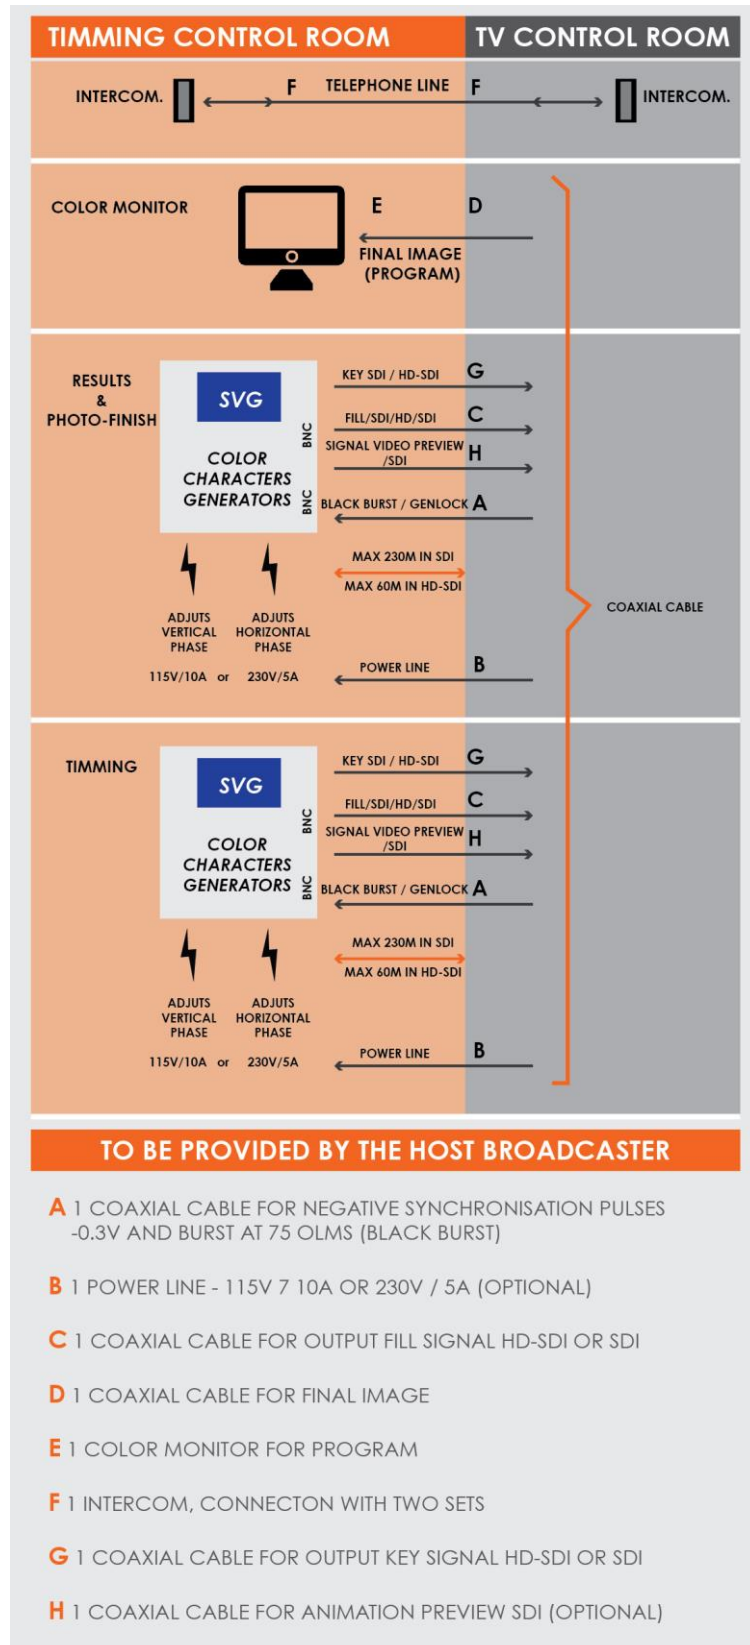 TIMMING CONTROL ROOM
TV CONTROL ROOM
INTERCOM.
F
TELEPHONE LINE
F
INTERCOM.
COLOR MONITOR
E
D
FINAL IMAGE
(PROGRAM)
RESULTS
&
PHOTO-FINISH
SVG
COLOR
CHARACTERS
GENERATORS
BNC
BNC
KEY SDI / HD-SDI
G
FILL/SDI/HD/SDI
C
SIGNAL VIDEO PREVIEW
/SDI
H
BLACK BURST / GENLOCK
A
MAX 230M IN SDI
MAX 60M IN HD-SDI
COAXIAL CABLE
ADJUTS
VERTICAL
PHASE
ADJUTS
HORIZONTAL
PHASE
115V/10A or 230V/5A
POWER LINE
B
TIMMING
SVG
COLOR
CHARACTERS
GENERATORS
BNC
BNC
KEY SDI / HD-SDI
G
FILL/SDI/HD/SDI
C
SIGNAL VIDEO PREVIEW
/SDI
H
BLACK BURST / GENLOCK
A
MAX 230M IN SDI
MAX 60M IN HD-SDI
ADJUTS
VERTICAL
PHASE
ADJUTS
HORIZONTAL
PHASE
115V/10A or 230V/5A
POWER LINE
B
TO BE PROVIDED BY THE HOST BROADCASTER
A 1 COAXIAL CABLE FOR NEGATIVE SYNCHRONISATION PULSES
-0.3V AND BURST AT 75 OLMS (BLACK BURST)
B 1 POWER LINE - 115V 7 10A OR 230V / 5A (OPTIONAL)
C 1 COAXIAL CABLE FOR OUTPUT FILL SIGNAL HD-SDI OR SDI
D 1 COAXIAL CABLE FOR FINAL IMAGE
E 1 COLOR MONITOR FOR PROGRAM
F 1 INTERCOM, CONNECTON WITH TWO SETS
G 1 COAXIAL CABLE FOR OUTPUT KEY SIGNAL HD-SDI OR SDI
H 1 COAXIAL CABLE FOR ANIMATION PREVIEW SDI (OPTIONAL)